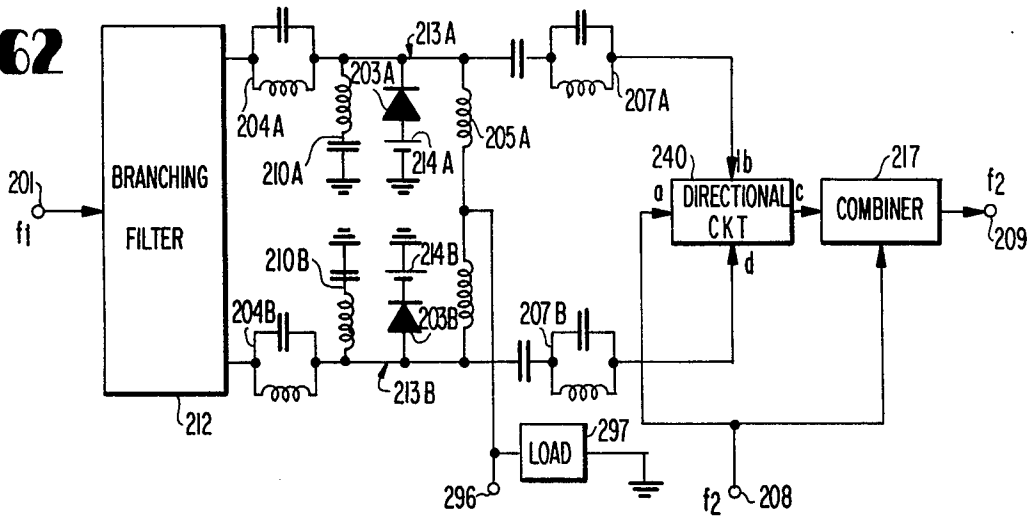 62
213A
203A
204A
207A
205A
210A
214A
240
b
217
201
BRANCHING
FILTER
a
DIRECTIONAL
CKT
c
COMBINER
f2
209
f1
d
210B
214B
204B
203B
207B
213B
212
297
LOAD
296
f2
208